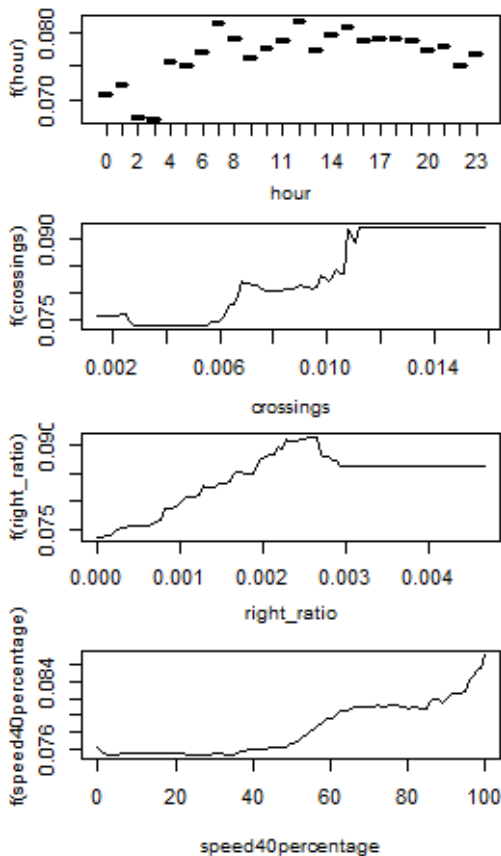 f(hour)
0.070 0.080
0 2 4 6 8 11 14 17 20 23
hour
f(crossings)
0.075 0.090
0.002 0.006 0.010 0.014
crossings
f(right_ratio)
0.075 0.090
0.000 0.001 0.002 0.003 0.004
right_ratio
f(speed40percentage)
0.076 0.084
0 20 40 60 80 100
speed40percentage